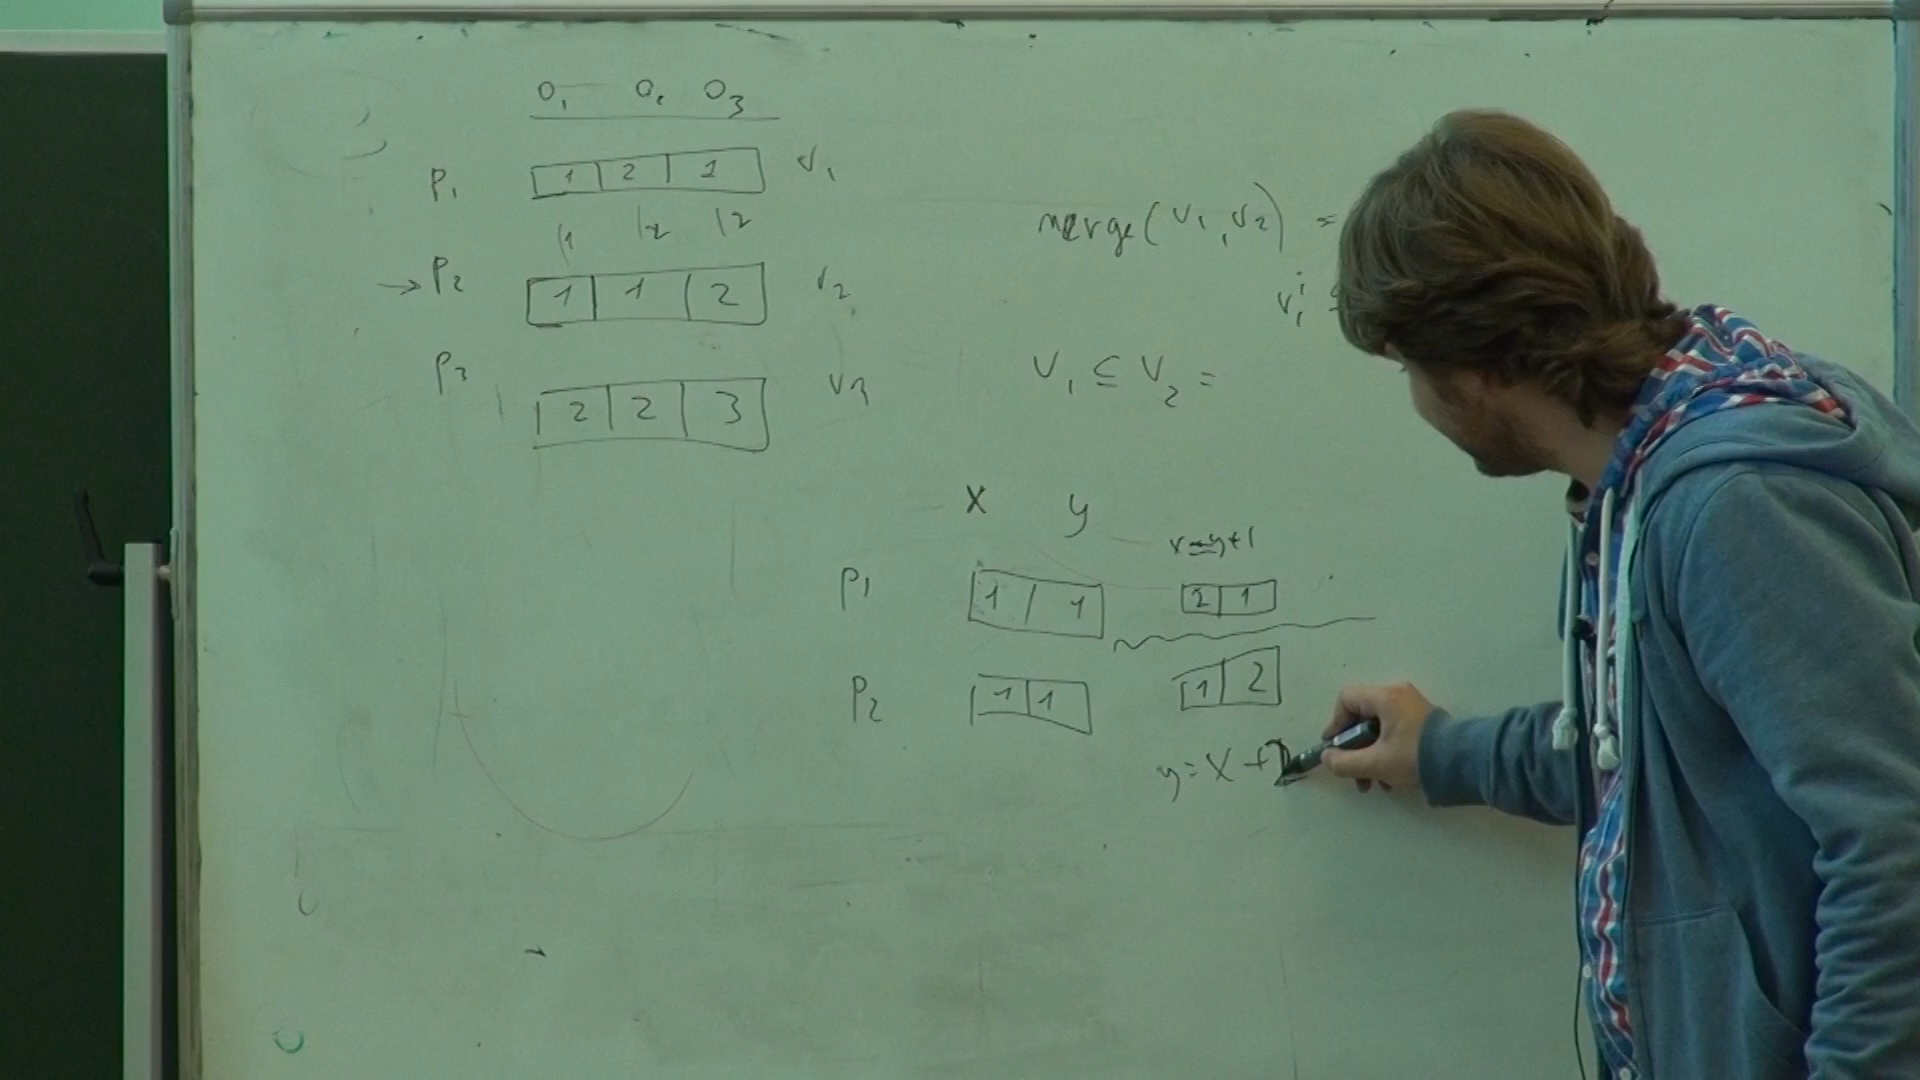 O₁ O₂ O₃
P₁ 1 2 1 v₁
1 2 2
→ P₂ 1 1 2 v₂
P₃ 2 2 3 v₃
merge(v₁, v₂) =
v₁ⁱ ≤
V₁ ⊆ V₂ =
x y
x=y+1
P₁ 1 1 2 1
P₂ 1 1 1 2
y = x +